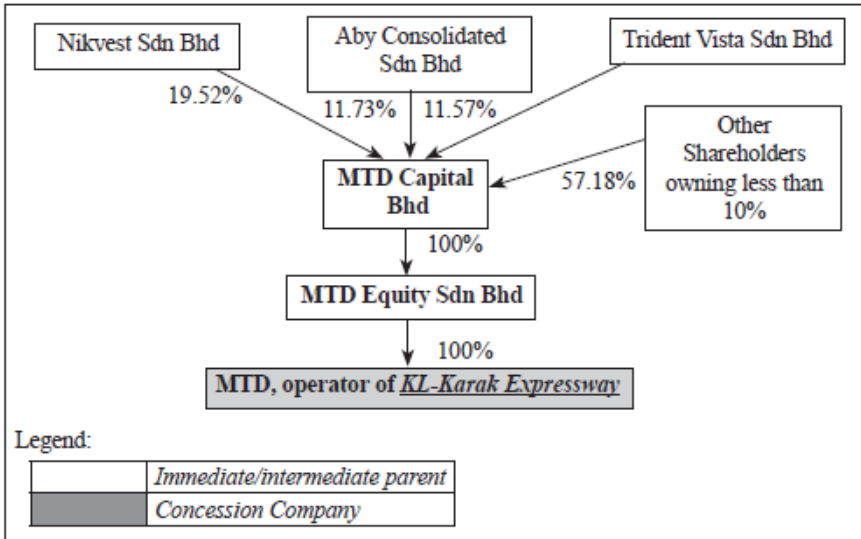 Nikvest Sdn Bhd
Aby Consolidated
Sdn Bhd
Trident Vista Sdn Bhd
19.52%
11.73%
11.57%
Other
Shareholders
owning less than
10%
57.18%
MTD Capital
Bhd
100%
MTD Equity Sdn Bhd
100%
MTD, operator of KL-Karak Expressway
Legend:
Immediate/intermediate parent
Concession Company